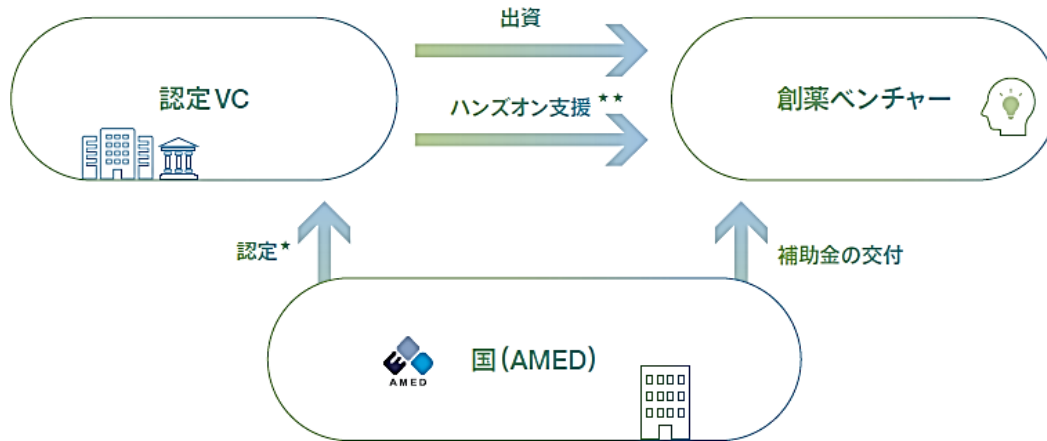 出資
認定VC
ハンズオン支援★★
創薬ベンチャー
認定★
補助金の交付
AMED
国(AMED)